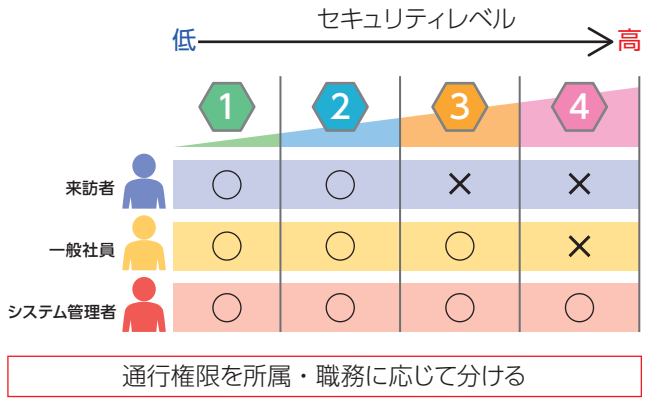 セキュリティレベル
低 高
1 2 3 4
来訪者 ○ ○ × ×
一般社員 ○ ○ ○ ×
システム管理者 ○ ○ ○ ○
通行権限を所属・職務に応じて分ける